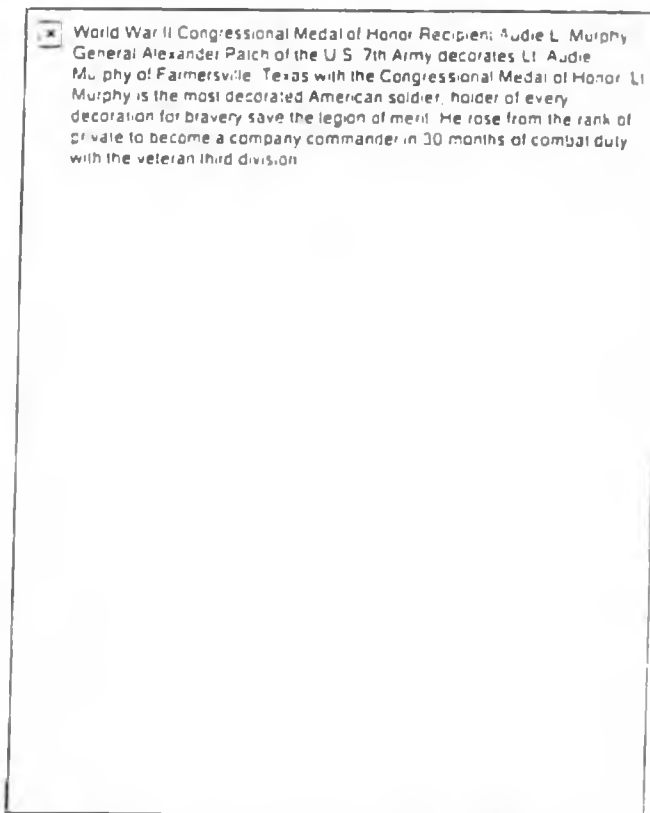 World War II Congressional Medal of Honor Recipient Audie L. Murphy
General Alexander Patch of the U.S. 7th Army decorates Lt. Audie
Murphy of Farmersville, Texas with the Congressional Medal of Honor. Lt.
Murphy is the most decorated American soldier, holder of every
decoration for bravery save the legion of merit. He rose from the rank of
private to become a company commander in 30 months of combat duty
with the veteran third division